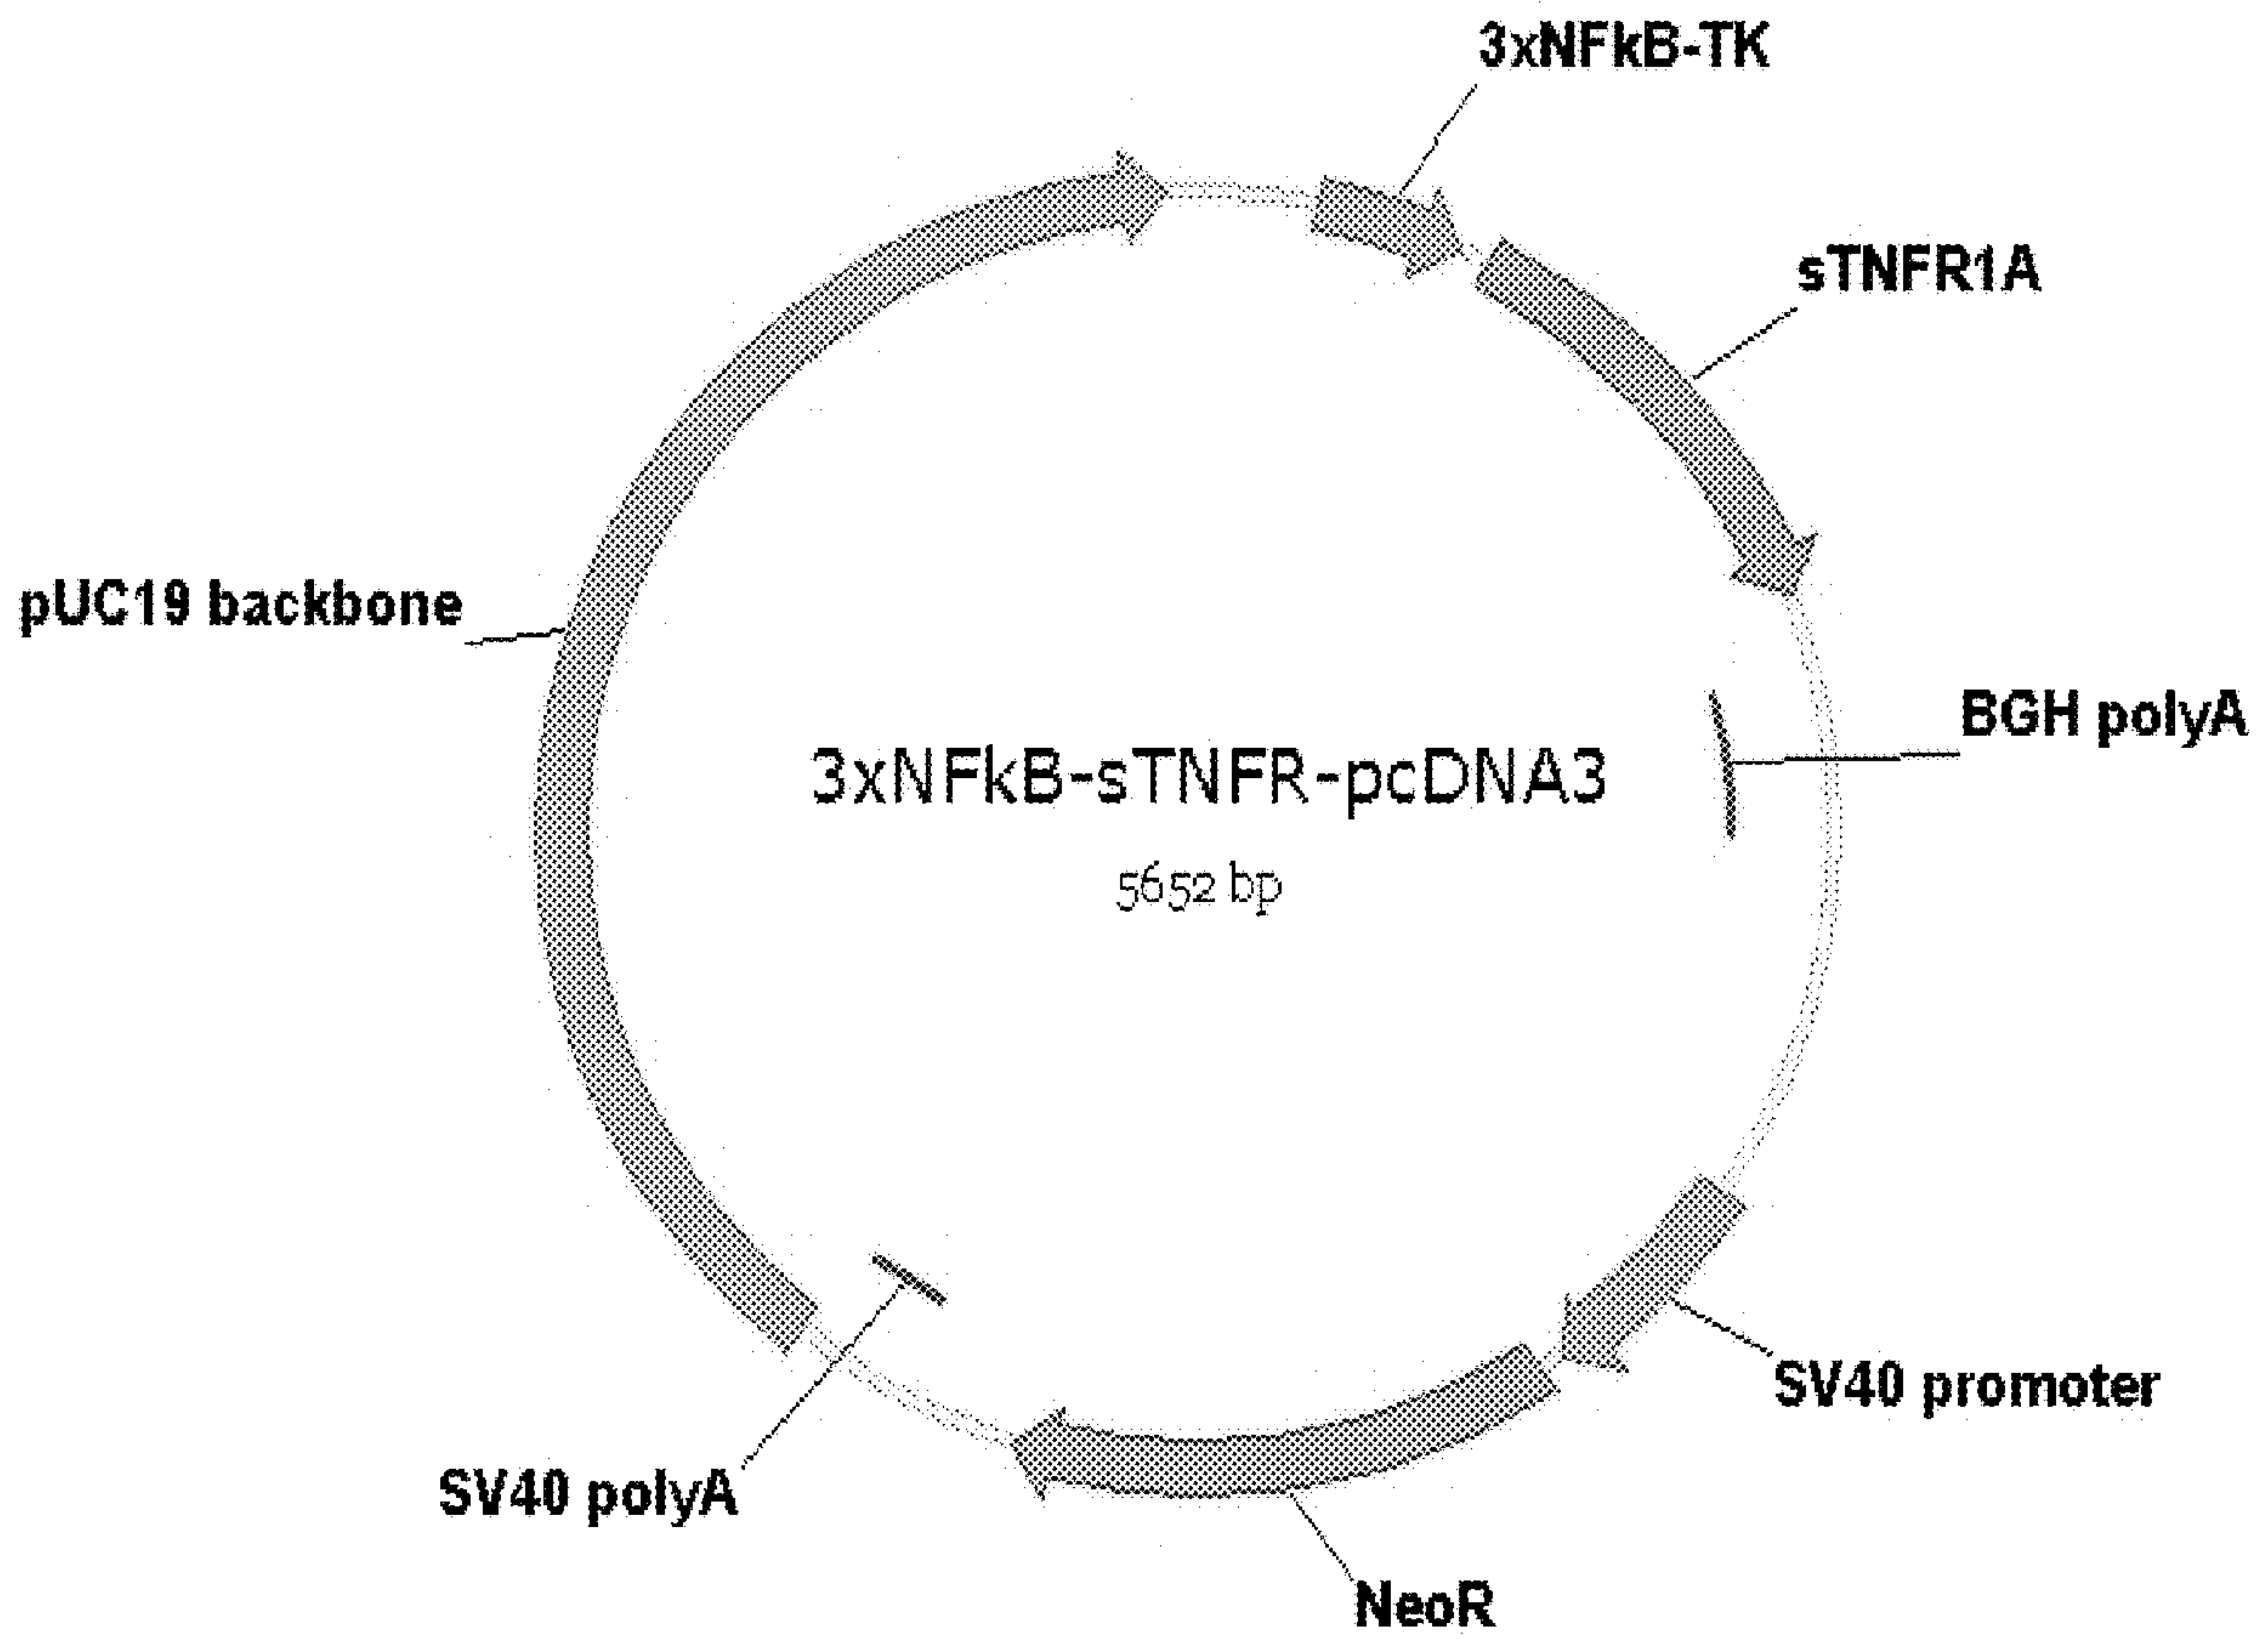 3xNFkB-TK
sTNFR1A
pUC19 backbone
BGH polyA
3xNFkB-sTNFR-pcDNA3
5652 bp
SV40 promoter
SV40 polyA
NeoR